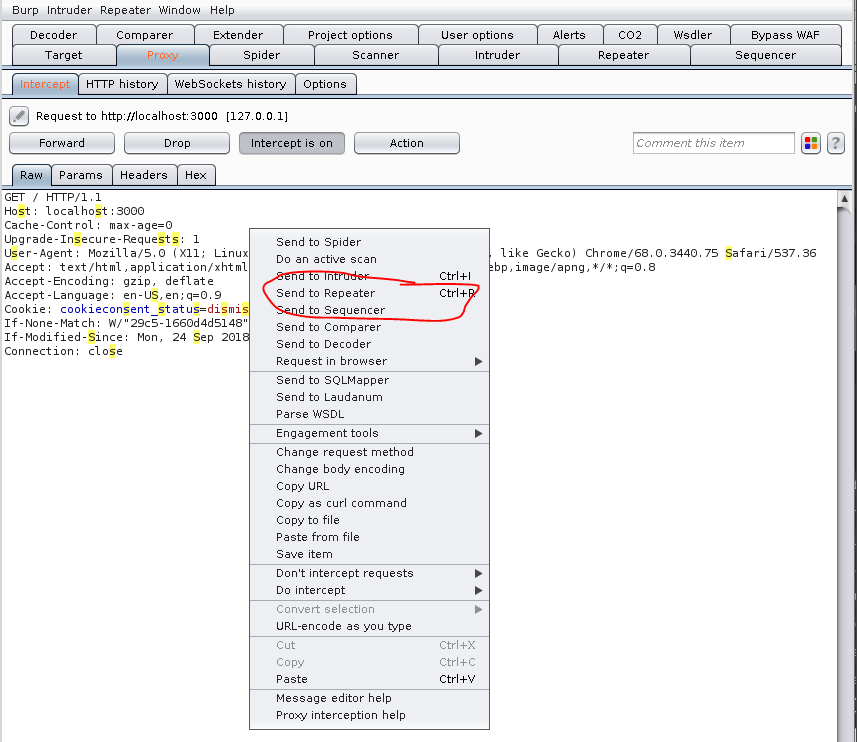 Burp Intruder Repeater Window Help
Decoder Comparer Extender Project options User options Alerts CO2 Wsdler Bypass WAF
Target Proxy Spider Scanner Intruder Repeater Sequencer
Intercept HTTP history WebSockets history Options
Request to http://localhost:3000 [127.0.0.1]
Forward Drop Intercept is on Action Comment this item ?
Raw Params Headers Hex
GET / HTTP/1.1
Host: localhost:3000
Cache-Control: max-age=0
Upgrade-Insecure-Requests: 1
User-Agent: Mozilla/5.0 (X11; Linux , like Gecko) Chrome/68.0.3440.75 Safari/537.36
Accept: text/html,application/xhtml ebp,image/apng,*/*;q=0.8
Accept-Encoding: gzip, deflate
Accept-Language: en-US,en;q=0.9
Cookie: cookieconsent_status=dismis
If-None-Match: W/"29c5-1660d4d5148"
If-Modified-Since: Mon, 24 Sep 2018
Connection: close
Send to Spider
Do an active scan
Send to Intruder Ctrl+I
Send to Repeater Ctrl+R
Send to Sequencer
Send to Comparer
Send to Decoder
Request in browser
Send to SQLMapper
Send to Laudanum
Parse WSDL
Engagement tools
Change request method
Change body encoding
Copy URL
Copy as curl command
Copy to file
Paste from file
Save item
Don't intercept requests
Do intercept
Convert selection
URL-encode as you type
Cut Ctrl+X
Copy Ctrl+C
Paste Ctrl+V
Message editor help
Proxy interception help